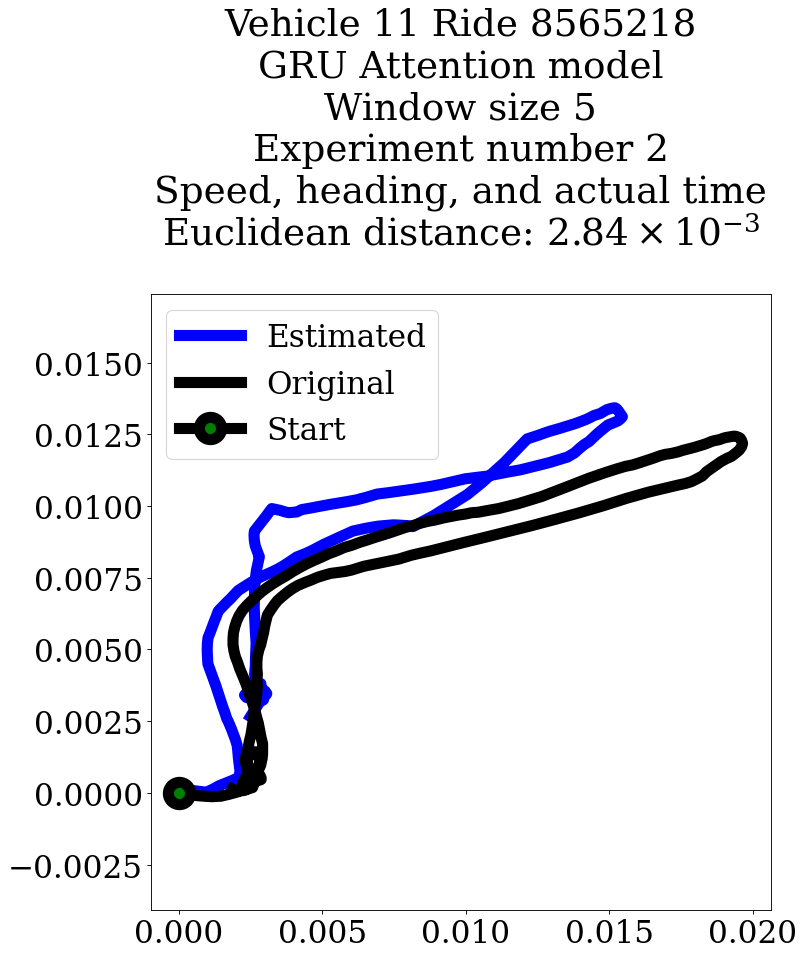 Vehicle 11 Ride 8565218
GRU Attention model
Window size 5
Experiment number 2
Speed, heading, and actual time
Euclidean distance: 2.84 × 10⁻³
Estimated
Original
Start
0.0150
0.0125
0.0100
0.0075
0.0050
0.0025
0.0000
−0.0025
0.000 0.005 0.010 0.015 0.020